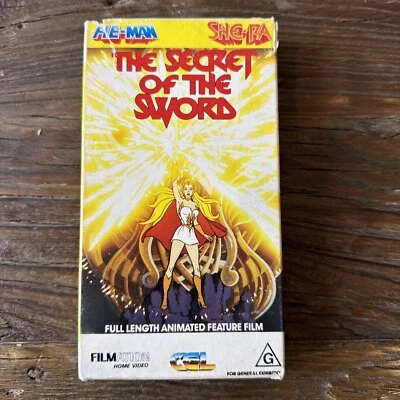 HE-MAN
SHE-RA
THE SECRET
OF THE
SWORD
FULL LENGTH ANIMATED FEATURE FILM
FILMATION
HOME VIDEO
CEL
G
FOR GENERAL EXHIBITION